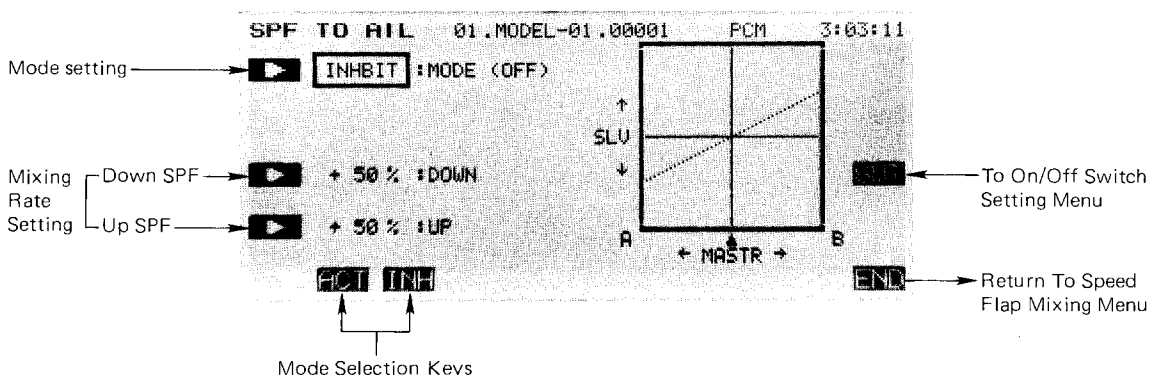 SPF TO AIL 01.MODEL-01.00001 PCM 3:03:11
Mode setting
INHBIT :MODE (OFF)
↑
SLV
↓
Mixing
Rate
Setting
Down SPF
+ 50 % :DOWN
Up SPF
+ 50 % :UP
A
B
← MASTR →
To On/Off Switch
Setting Menu
ACT INH
END
Return To Speed
Flap Mixing Menu
Mode Selection Keys